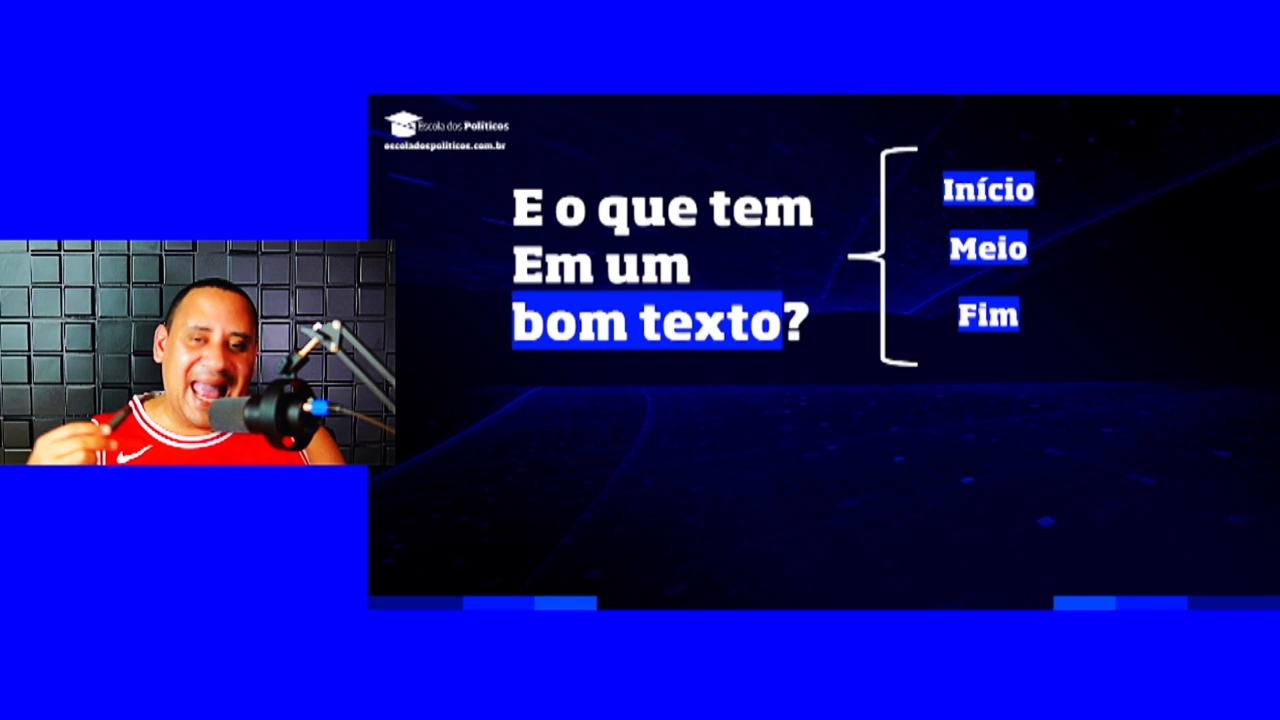 Escola dos Políticos
escoladospoliticos.com.br
E o que tem
Em um
bom texto?
Início
Meio
Fim